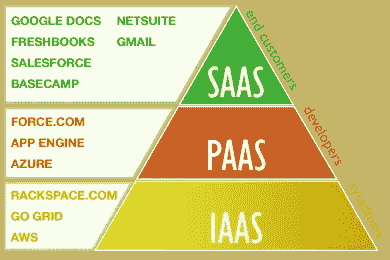 GOOGLE DOCS NETSUITE
FRESHBOOKS GMAIL
SALESFORCE
BASECAMP
SAAS
end customers
FORCE.COM
APP ENGINE
AZURE
PAAS
developers
RACKSPACE.COM
GO GRID
AWS
IAAS
sysadmins